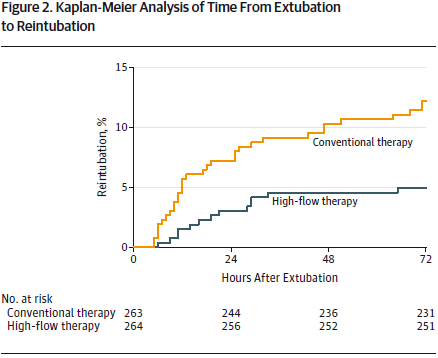 Figure 2. Kaplan-Meier Analysis of Time From Extubation
to Reintubation
15
10
5
0
Reintubation, %
Conventional therapy
High-flow therapy
0 24 48 72
Hours After Extubation
No. at risk
Conventional therapy 263 244 236 231
High-flow therapy 264 256 252 251